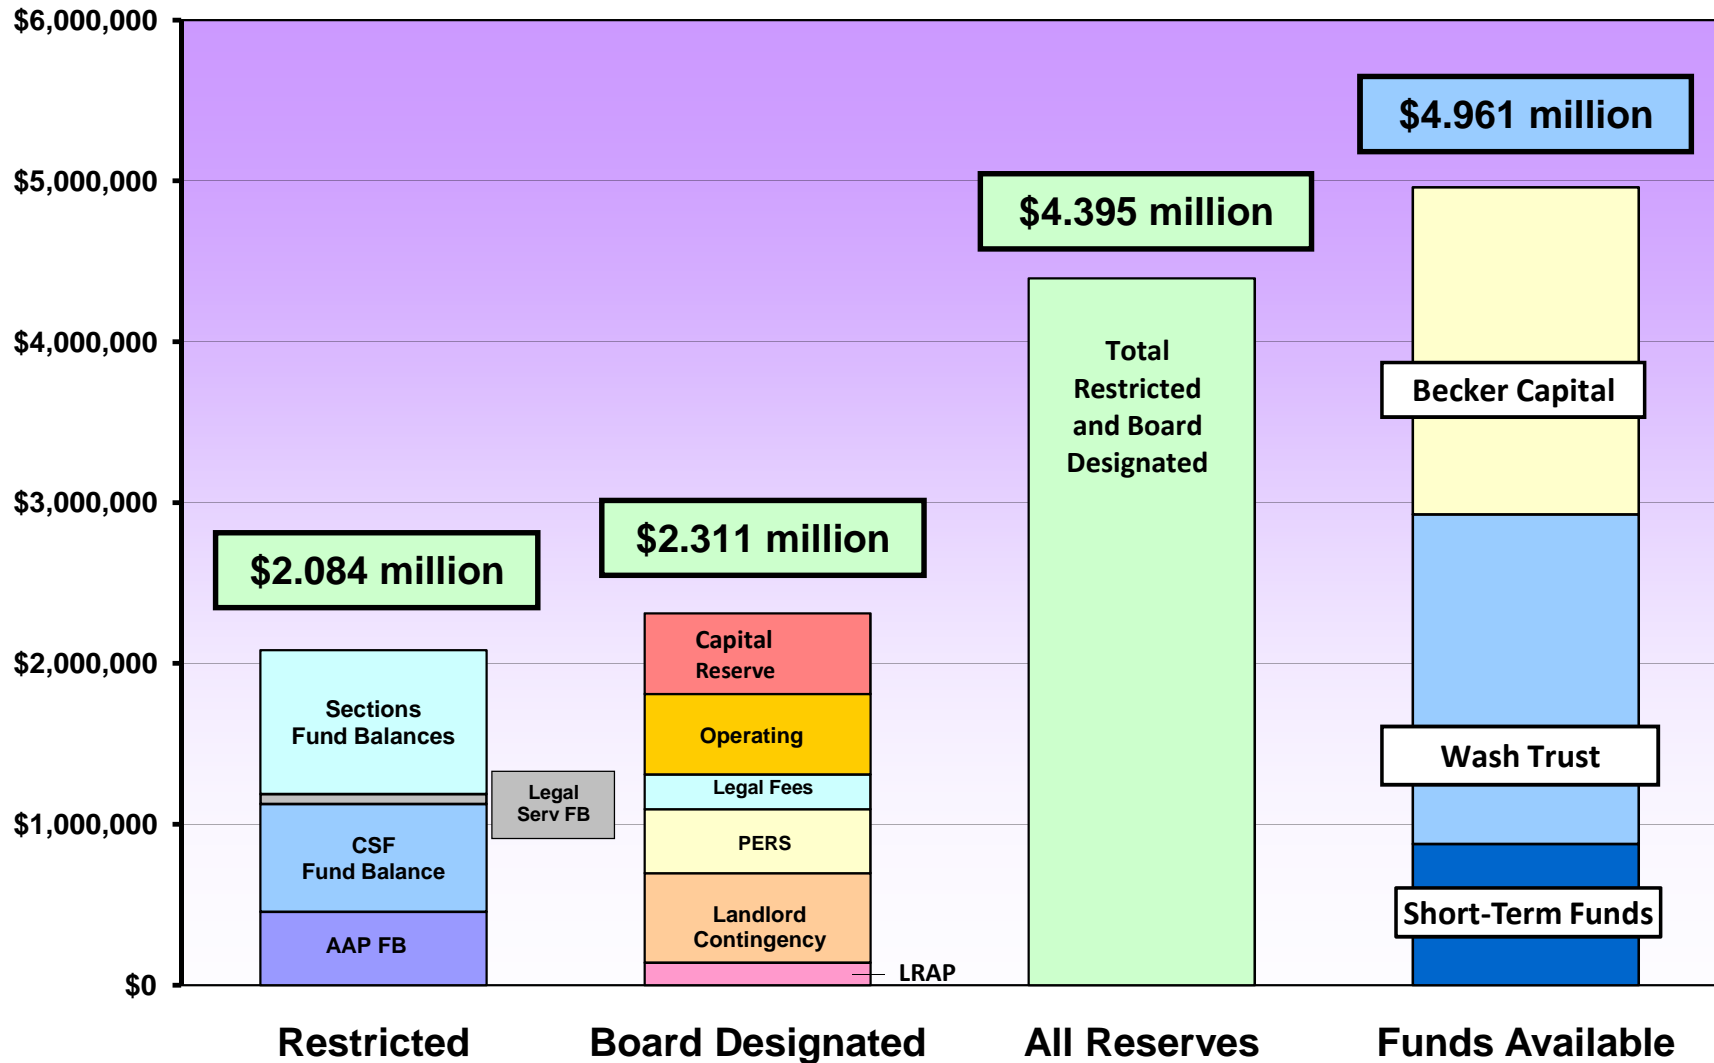 $6,000,000
$5,000,000
$4,000,000
$3,000,000
$2,000,000
$1,000,000
$0
$2.084 million
Sections
Fund Balances
Legal
Serv FB
CSF
Fund Balance
AAP FB
Restricted
$2.311 million
Capital
Reserve
Operating
Legal Fees
PERS
Landlord
Contingency
LRAP
Board Designated
$4.395 million
Total
Restricted
and Board
Designated
All Reserves
$4.961 million
Becker Capital
Wash Trust
Short-Term Funds
Funds Available